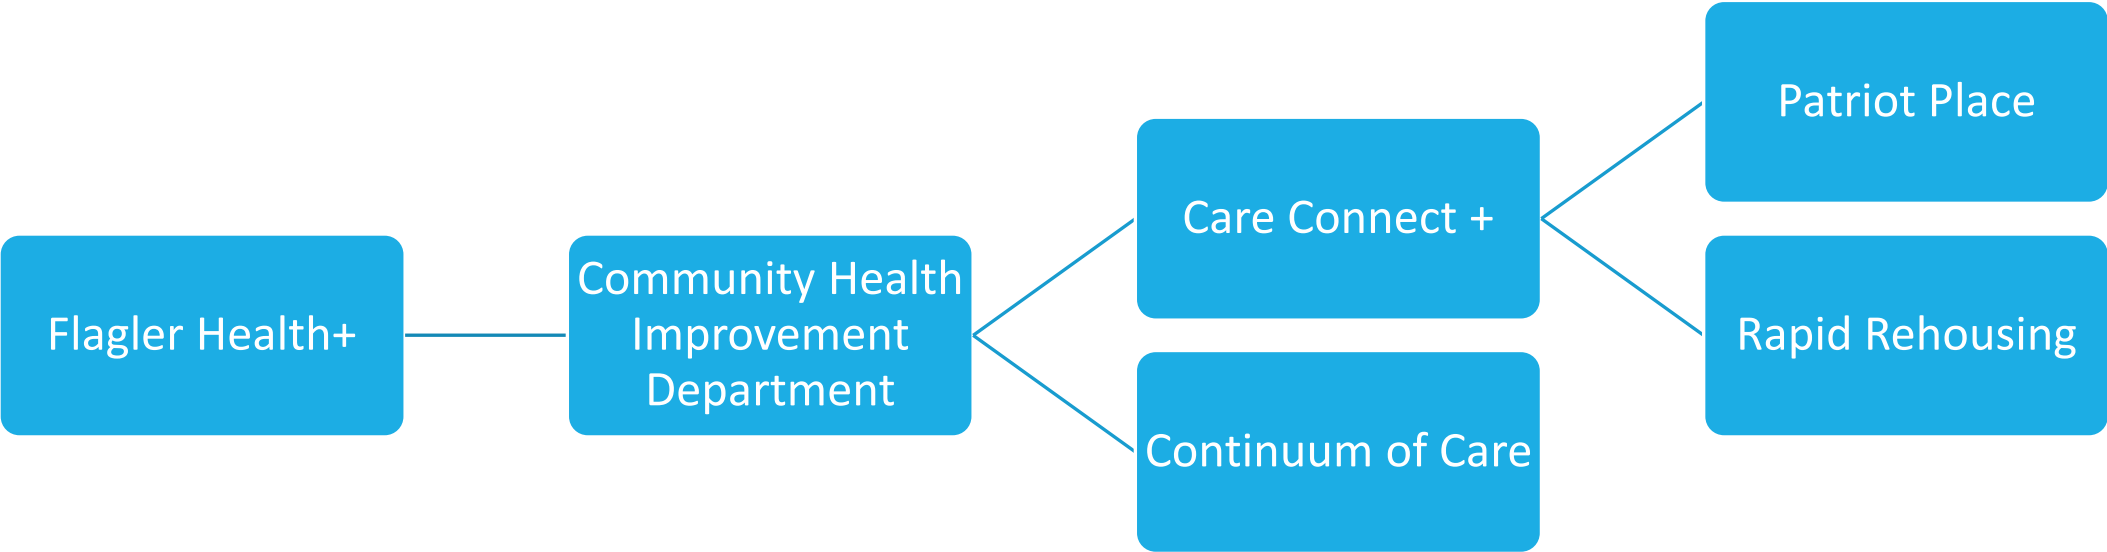 Flagler Health+
Community Health
Improvement
Department
Care Connect +
Continuum of Care
Patriot Place
Rapid Rehousing